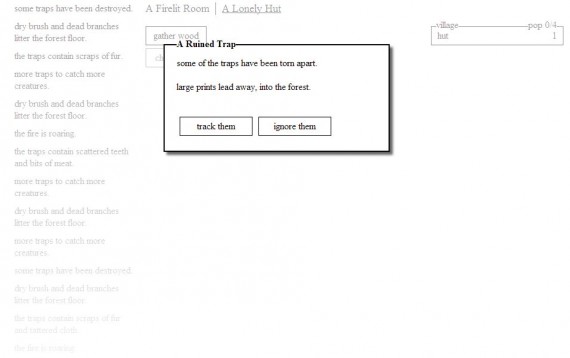 some traps have been destroyed.
dry brush and dead branches
litter the forest floor.
the traps contain scraps of fur.
more traps to catch more
creatures.
dry brush and dead branches
litter the forest floor.
the fire is roaring.
the traps contain scattered teeth
and bits of meat.
more traps to catch more
creatures.
dry brush and dead branches
litter the forest floor.
more traps to catch more
creatures.
some traps have been destroyed.
dry brush and dead branches
litter the forest floor.
the traps contain scraps of fur
and tattered cloth.
the fire is roaring.
A Firelit Room | A Lonely Hut
gather wood
A Ruined Trap
some of the traps have been torn apart.
large prints lead away, into the forest.
track them
ignore them
village pop 0/4
hut 1